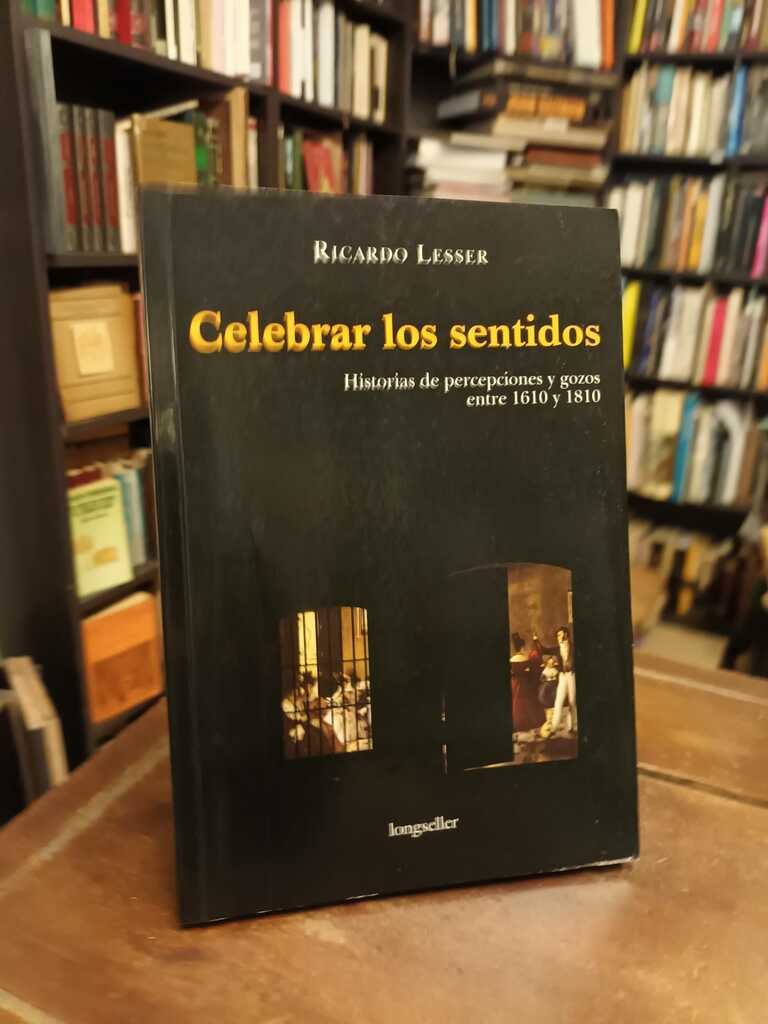 Ricardo Lesser
Celebrar los sentidos
Historias de percepciones y gozos
entre 1610 y 1810
longseller